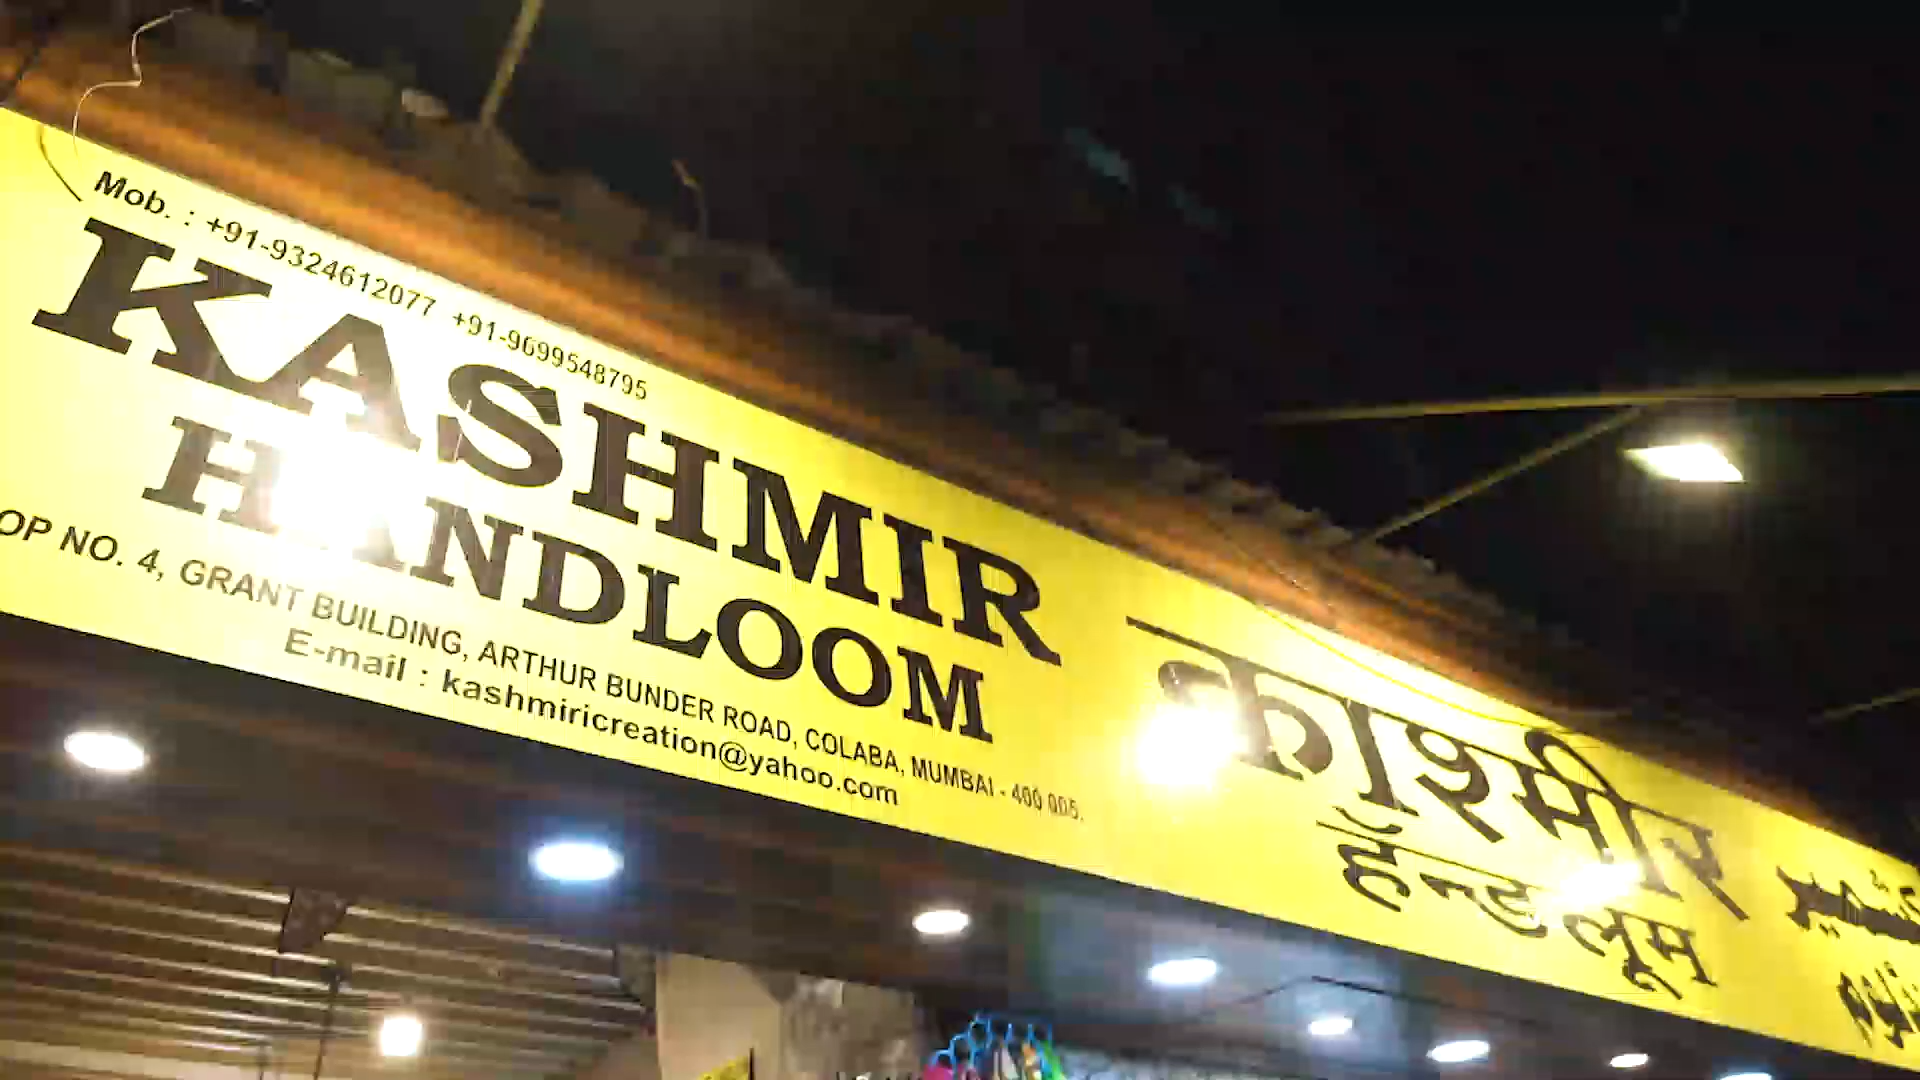 Mob. : +91-9324612077 +91-9699548795
KASHMIR
HANDLOOM
OP NO. 4, GRANT BUILDING, ARTHUR BUNDER ROAD, COLABA, MUMBAI - 400 005.
E-mail : kashmiricreation@yahoo.com
काश्मीर
हॅन्डलूम